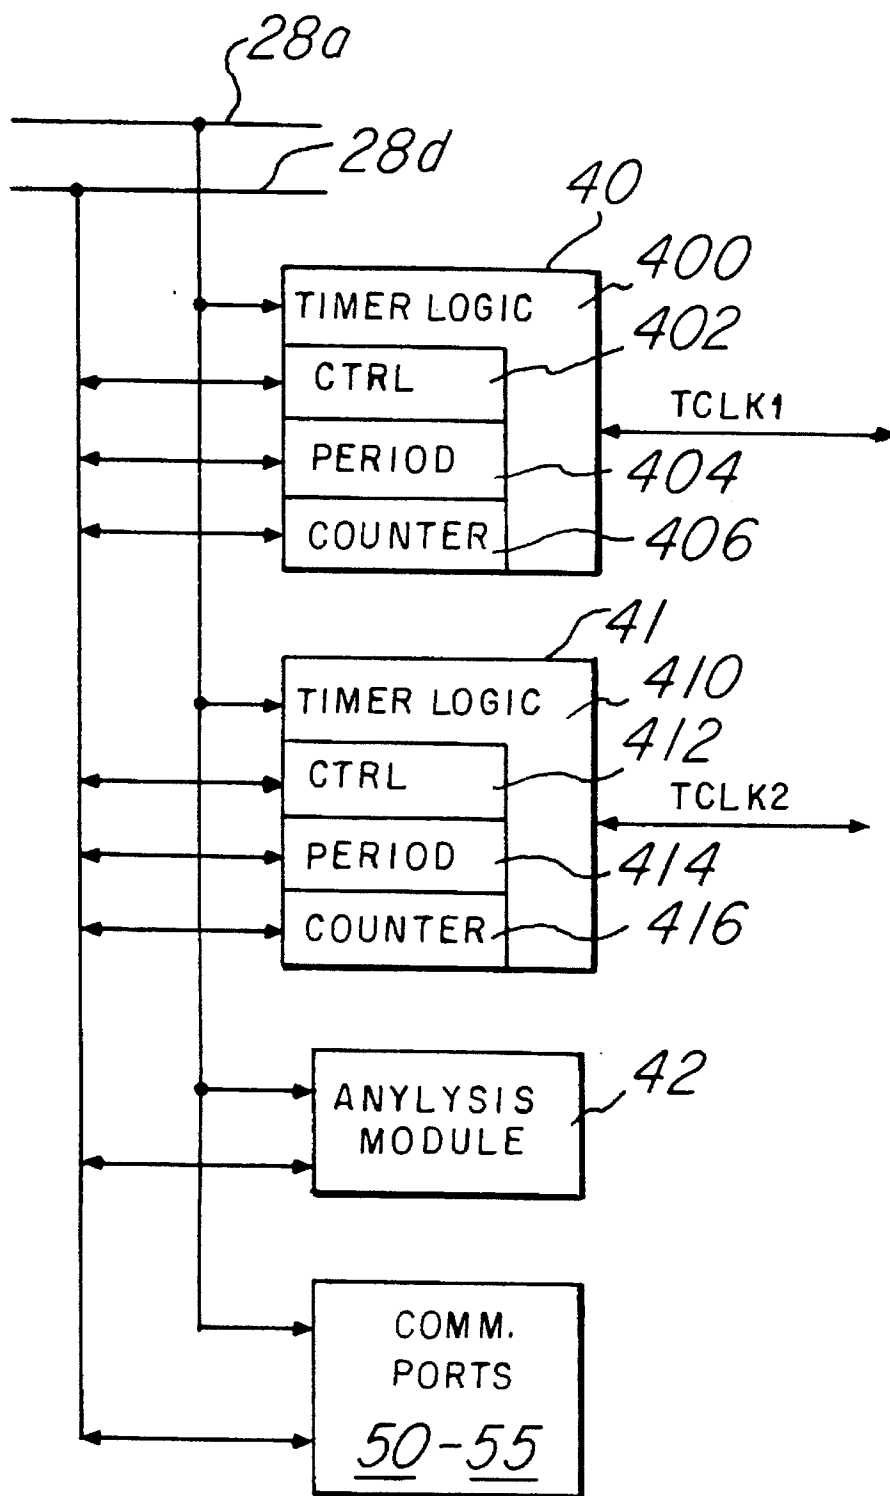 28a
28d
40
400
TIMER LOGIC
402
CTRL
TCLK1
PERIOD
404
COUNTER
406
41
410
TIMER LOGIC
412
CTRL
TCLK2
PERIOD
414
COUNTER
416
42
ANYLYSIS
MODULE
COMM.
PORTS
50-55